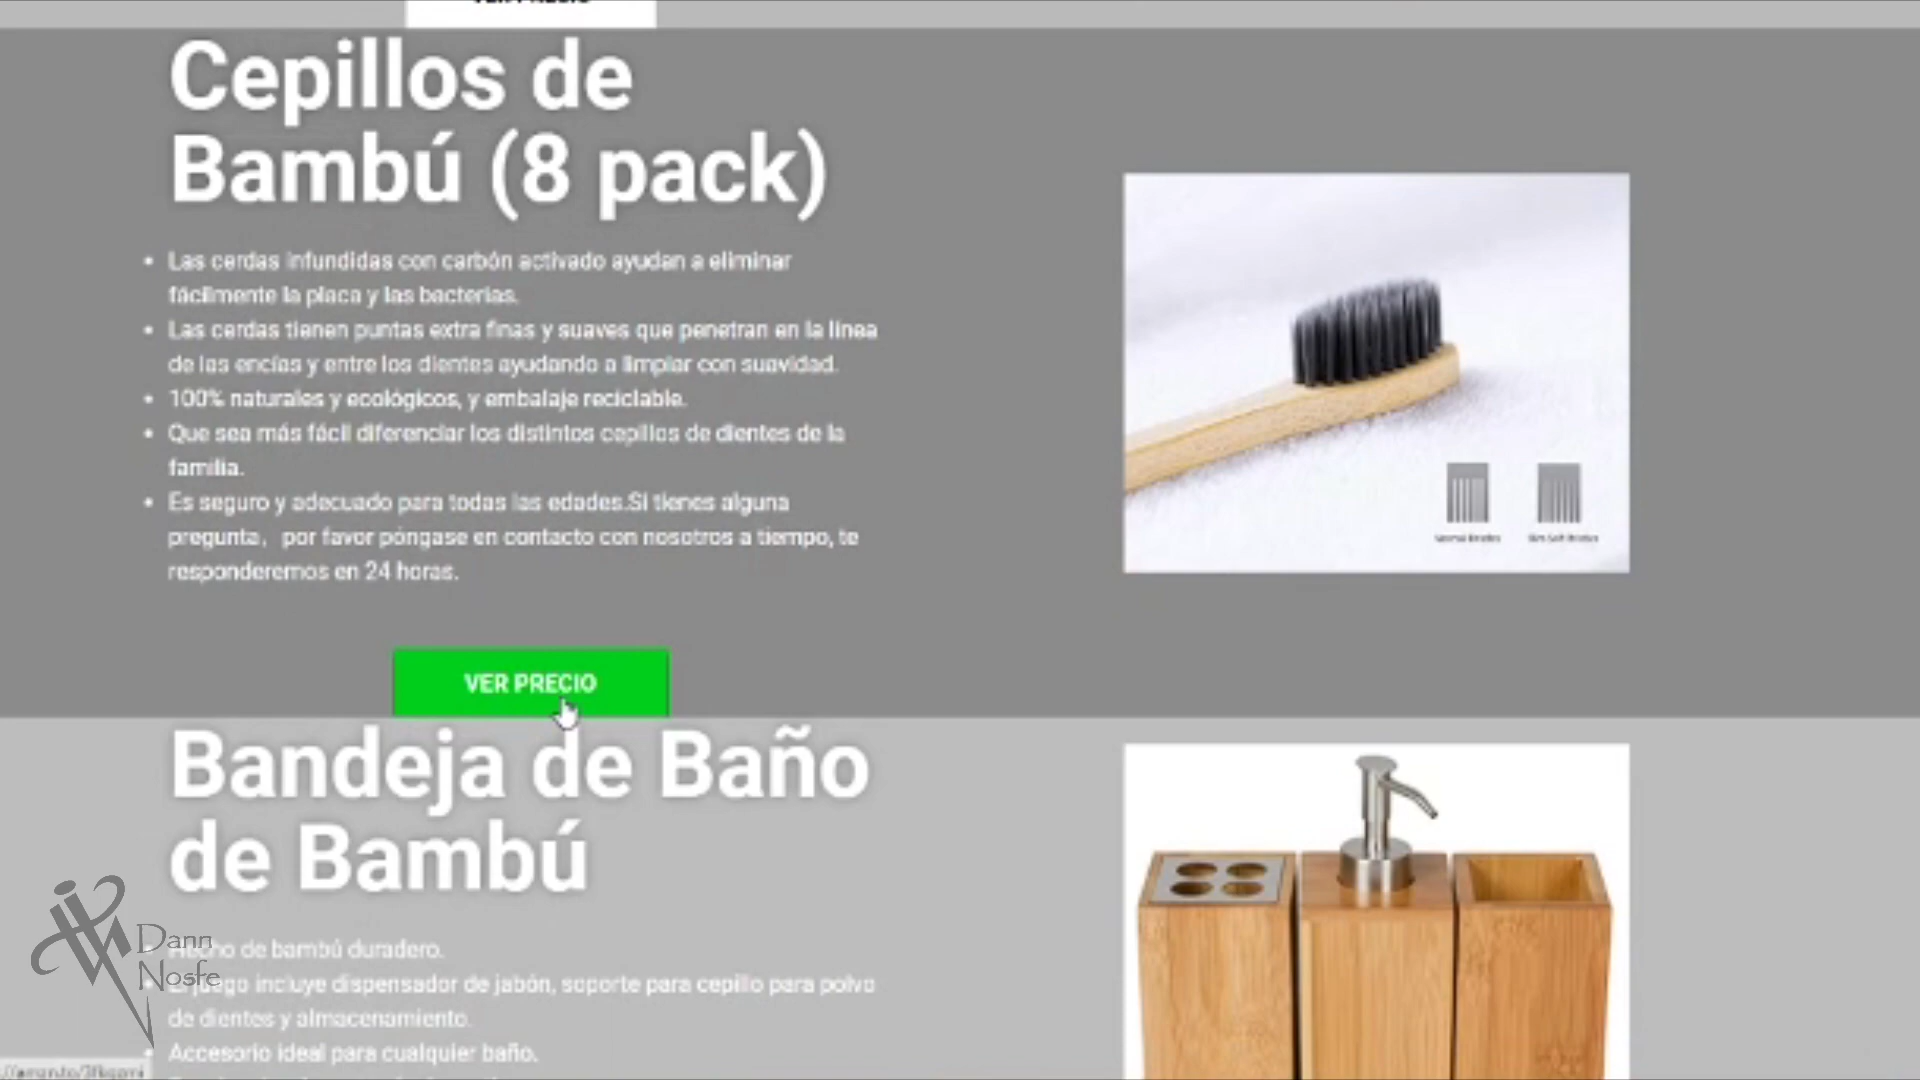 VER PRECIO
Cepillos de
Bambú (8 pack)
• Las cerdas infundidas con carbón activado ayudan a eliminar
fácilmente la placa y las bacterias.
• Las cerdas tienen puntas extra finas y suaves que penetran en la línea
de las encías y entre los dientes ayudando a limpiar con suavidad.
• 100% naturales y ecológicos, y embalaje reciclable.
• Que sea más fácil diferenciar los distintos cepillos de dientes de la
familia.
• Es seguro y adecuado para todas las edades.Si tienes alguna
pregunta， por favor póngase en contacto con nosotros a tiempo, te
responderemos en 24 horas.
VER PRECIO
Bandeja de Baño
de Bambú
• Hecho de bambú duradero.
• El juego incluye dispensador de jabón, soporte para cepillo para polvo
de dientes y almacenamiento.
• Accesorio ideal para cualquier baño.
Dann
Nosfe